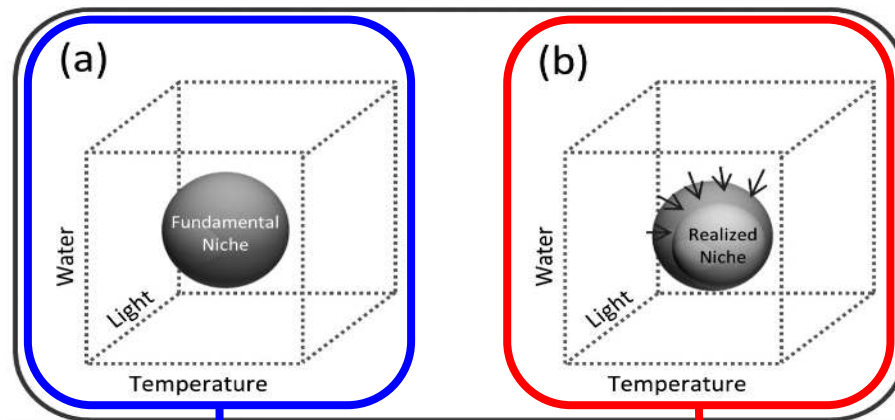 (a)
Fundamental
Niche
Water
Light
Temperature
(b)
Realized
Niche
Water
Light
Temperature